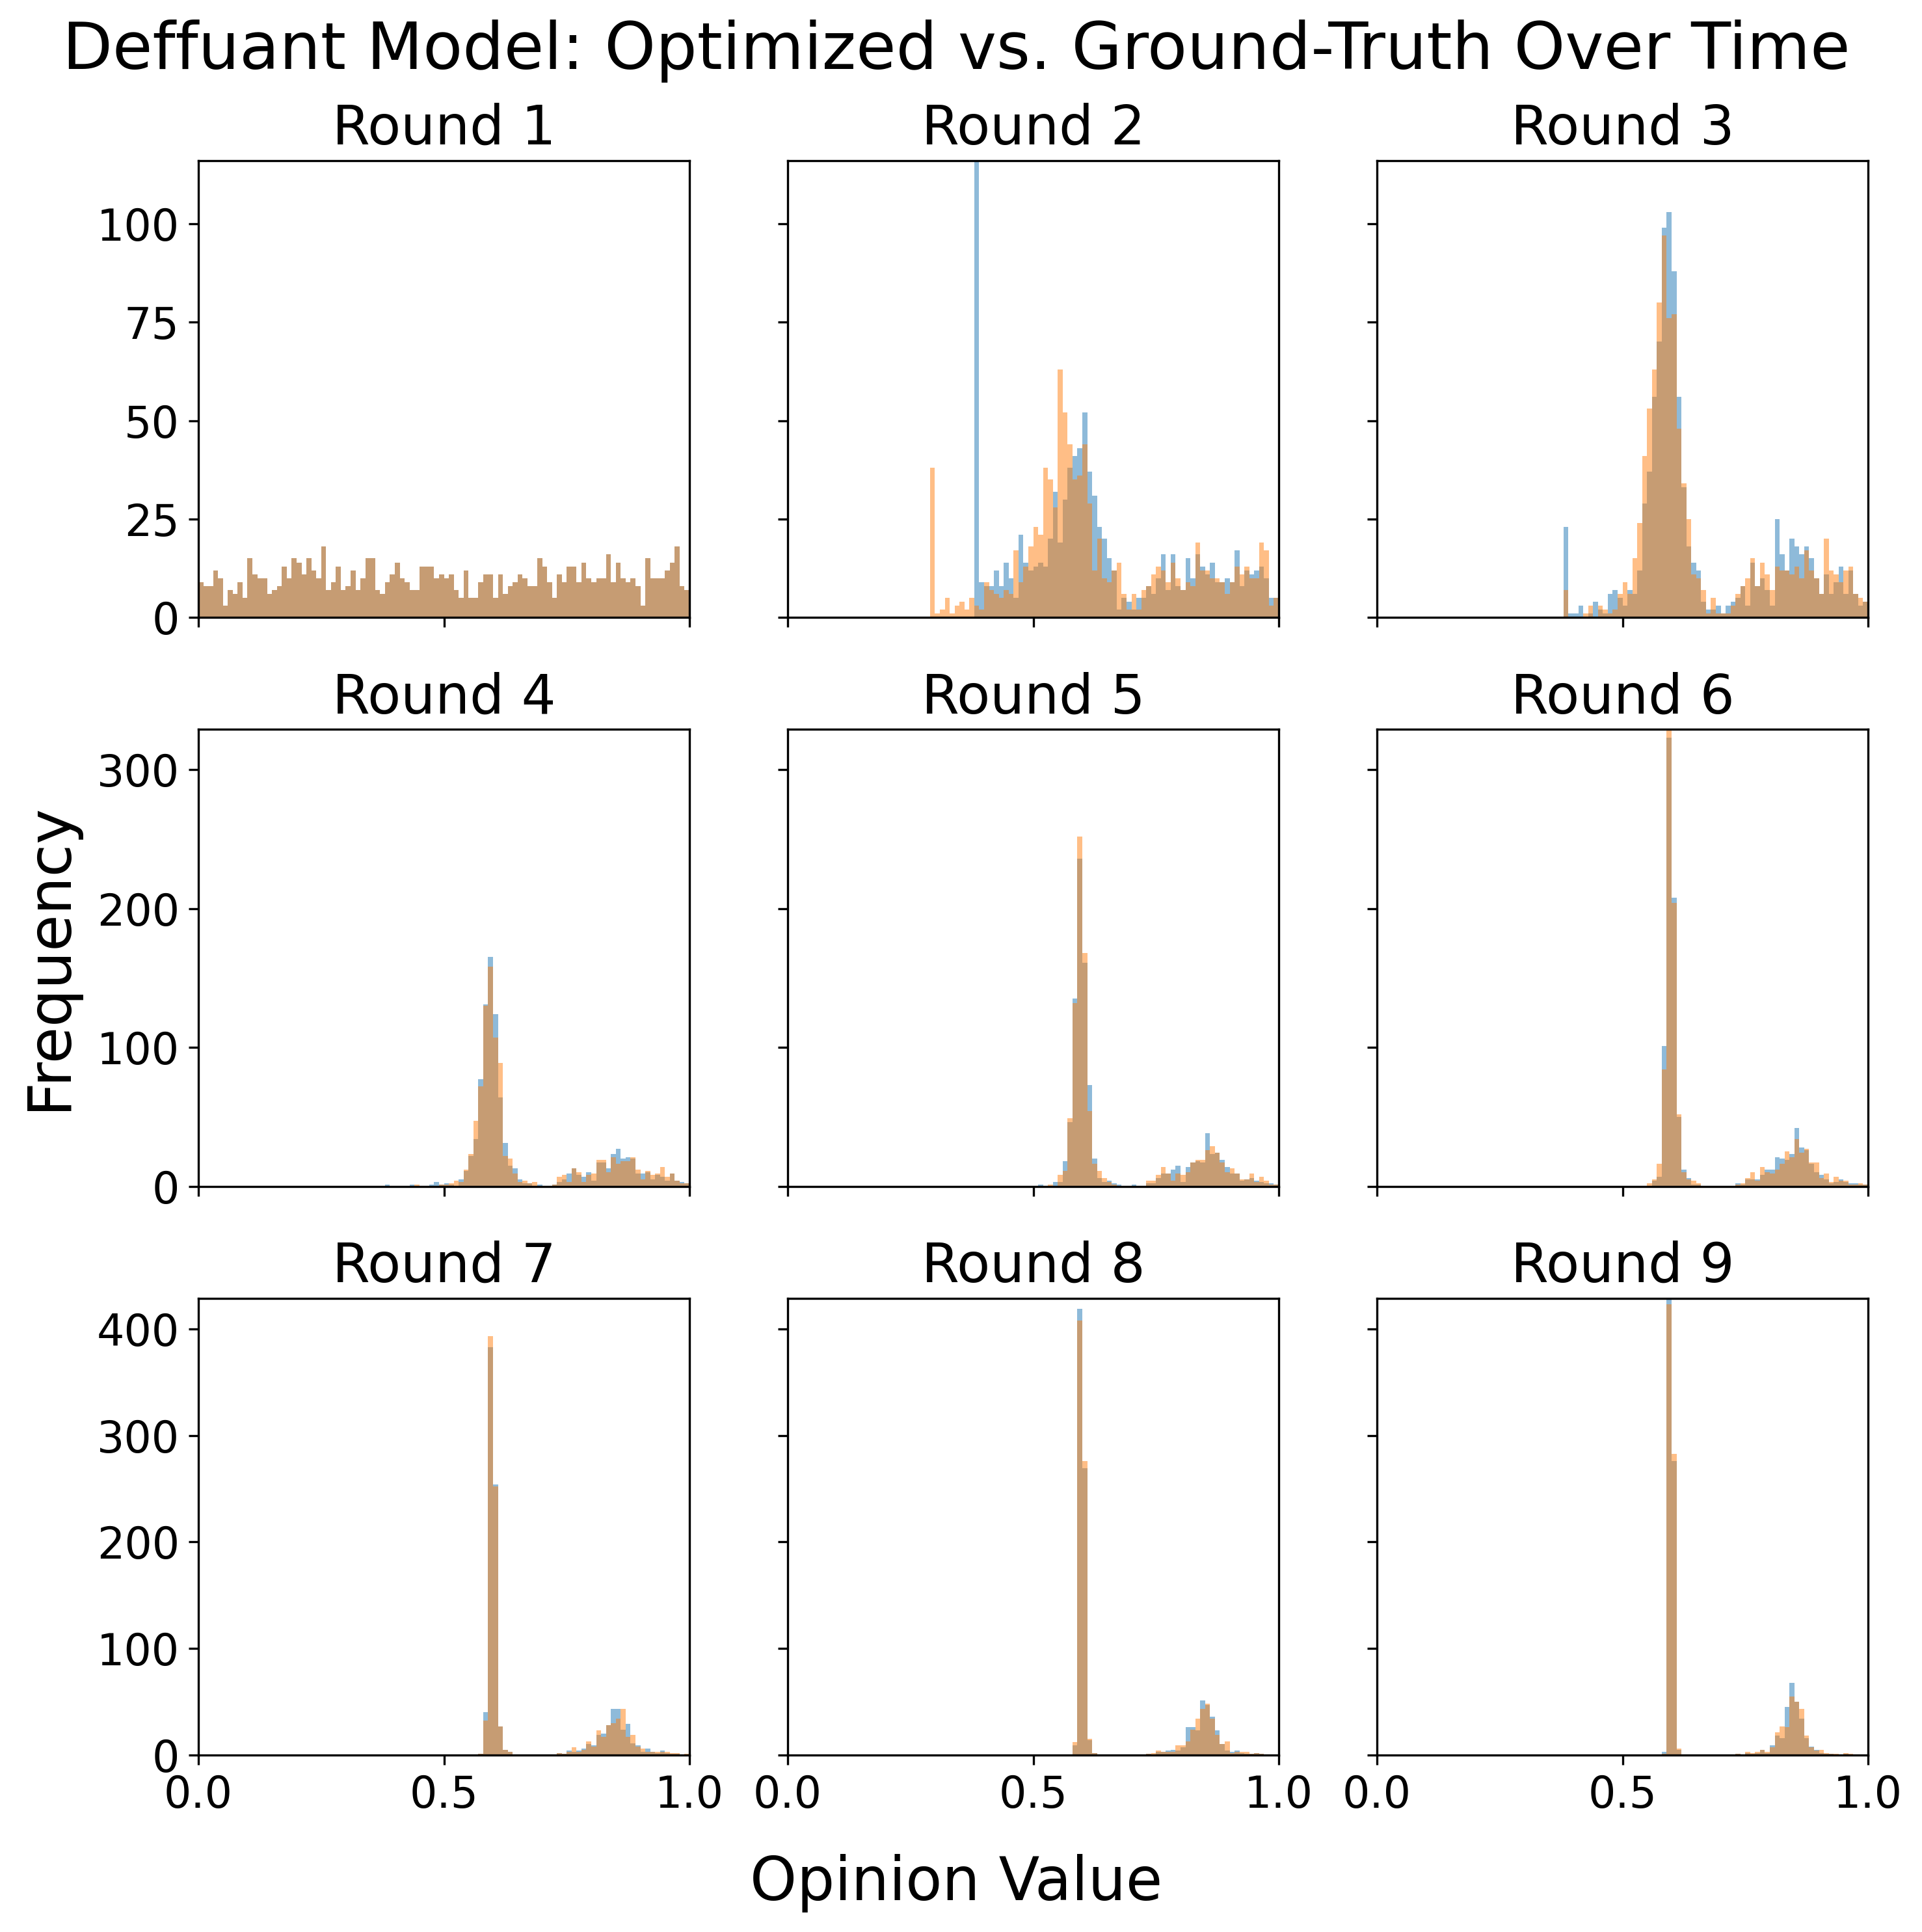 Deffuant Model: Optimized vs. Ground-Truth Over Time
Round 1
Round 2
Round 3
100
75
50
25
0
Round 4
Round 5
Round 6
300
200
100
0
Frequency
Round 7
Round 8
Round 9
400
300
200
100
0
0.0 0.5 1.0 0.0 0.5 1.0 0.0 0.5 1.0
Opinion Value